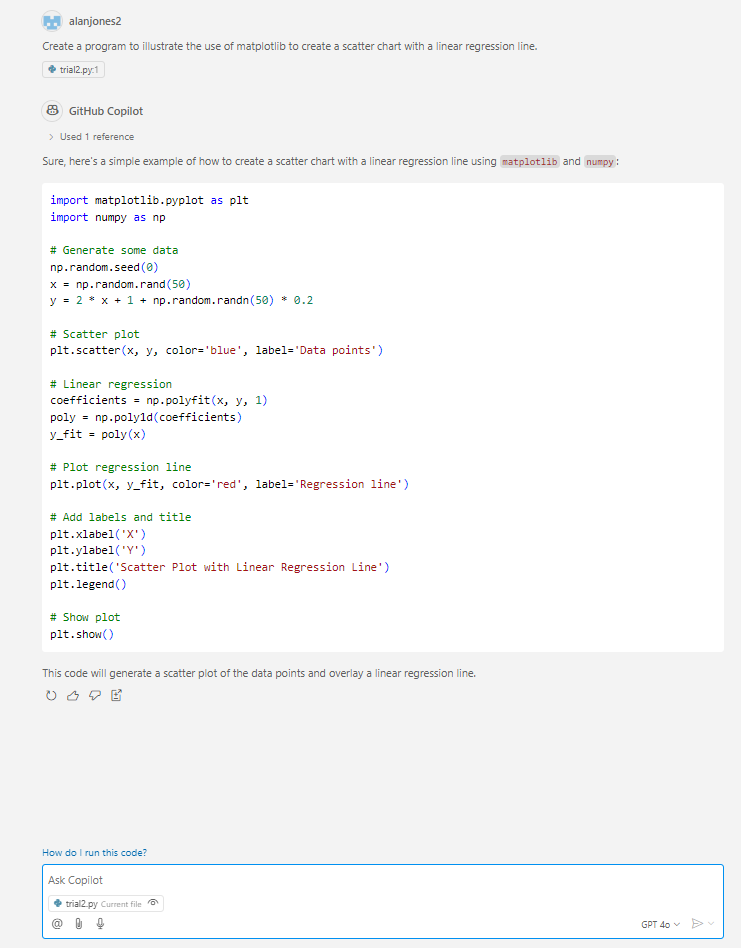 alanjones2
Create a program to illustrate the use of matplotlib to create a scatter chart with a linear regression line.
trial2.py:1
GitHub Copilot
Used 1 reference
Sure, here's a simple example of how to create a scatter chart with a linear regression line using matplotlib and numpy:
import matplotlib.pyplot as plt
import numpy as np

# Generate some data
np.random.seed(0)
x = np.random.rand(50)
y = 2 * x + 1 + np.random.randn(50) * 0.2

# Scatter plot
plt.scatter(x, y, color='blue', label='Data points')

# Linear regression
coefficients = np.polyfit(x, y, 1)
poly = np.poly1d(coefficients)
y_fit = poly(x)

# Plot regression line
plt.plot(x, y_fit, color='red', label='Regression line')

# Add labels and title
plt.xlabel('X')
plt.ylabel('Y')
plt.title('Scatter Plot with Linear Regression Line')
plt.legend()

# Show plot
plt.show()
This code will generate a scatter plot of the data points and overlay a linear regression line.
How do I run this code?
Ask Copilot
trial2.py Current file
@
GPT 4o